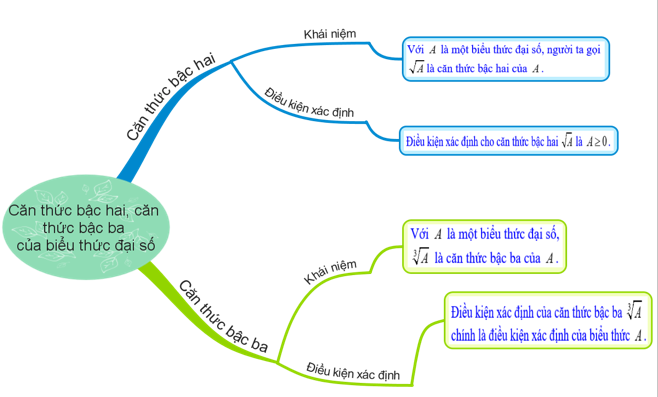 Căn thức bậc hai, căn
thức bậc ba
của biểu thức đại số
Căn thức bậc hai
Khái niệm
Với A là một biểu thức đại số, người ta gọi
√A là căn thức bậc hai của A.
Điều kiện xác định
Điều kiện xác định cho căn thức bậc hai √A là A ≥ 0.
Căn thức bậc ba
Khái niệm
Với A là một biểu thức đại số,
∛A là căn thức bậc ba của A.
Điều kiện xác định
Điều kiện xác định của căn thức bậc ba ∛A
chính là điều kiện xác định của biểu thức A.